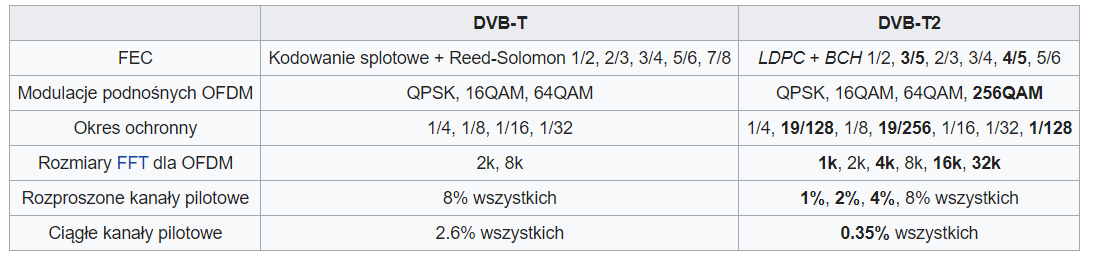 DVB-T DVB-T2
FEC Kodowanie splotowe + Reed-Solomon 1/2, 2/3, 3/4, 5/6, 7/8 LDPC + BCH 1/2, 3/5, 2/3, 3/4, 4/5, 5/6
Modulacje podnośnych OFDM QPSK, 16QAM, 64QAM QPSK, 16QAM, 64QAM, 256QAM
Okres ochronny 1/4, 1/8, 1/16, 1/32 1/4, 19/128, 1/8, 19/256, 1/16, 1/32, 1/128
Rozmiary FFT dla OFDM 2k, 8k 1k, 2k, 4k, 8k, 16k, 32k
Rozproszone kanały pilotowe 8% wszystkich 1%, 2%, 4%, 8% wszystkich
Ciągłe kanały pilotowe 2.6% wszystkich 0.35% wszystkich